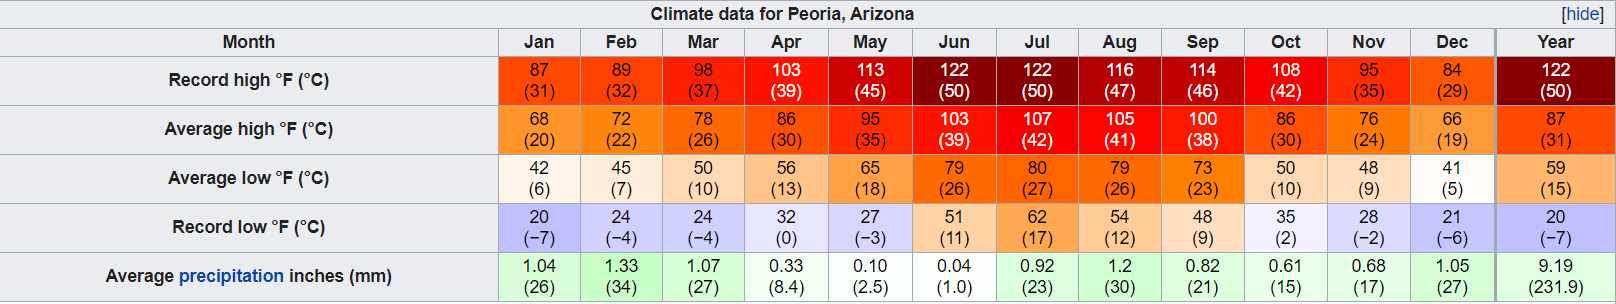 Climate data for Peoria, Arizona [hide]
Month Jan Feb Mar Apr May Jun Jul Aug Sep Oct Nov Dec Year
Record high °F (°C) 87 (31) 89 (32) 98 (37) 103 (39) 113 (45) 122 (50) 122 (50) 116 (47) 114 (46) 108 (42) 95 (35) 84 (29) 122 (50)
Average high °F (°C) 68 (20) 72 (22) 78 (26) 86 (30) 95 (35) 103 (39) 107 (42) 105 (41) 100 (38) 86 (30) 76 (24) 66 (19) 87 (31)
Average low °F (°C) 42 (6) 45 (7) 50 (10) 56 (13) 65 (18) 79 (26) 80 (27) 79 (26) 73 (23) 50 (10) 48 (9) 41 (5) 59 (15)
Record low °F (°C) 20 (−7) 24 (−4) 24 (−4) 32 (0) 27 (−3) 51 (11) 62 (17) 54 (12) 48 (9) 35 (2) 28 (−2) 21 (−6) 20 (−7)
Average precipitation inches (mm) 1.04 (26) 1.33 (34) 1.07 (27) 0.33 (8.4) 0.10 (2.5) 0.04 (1.0) 0.92 (23) 1.2 (30) 0.82 (21) 0.61 (15) 0.68 (17) 1.05 (27) 9.19 (231.9)